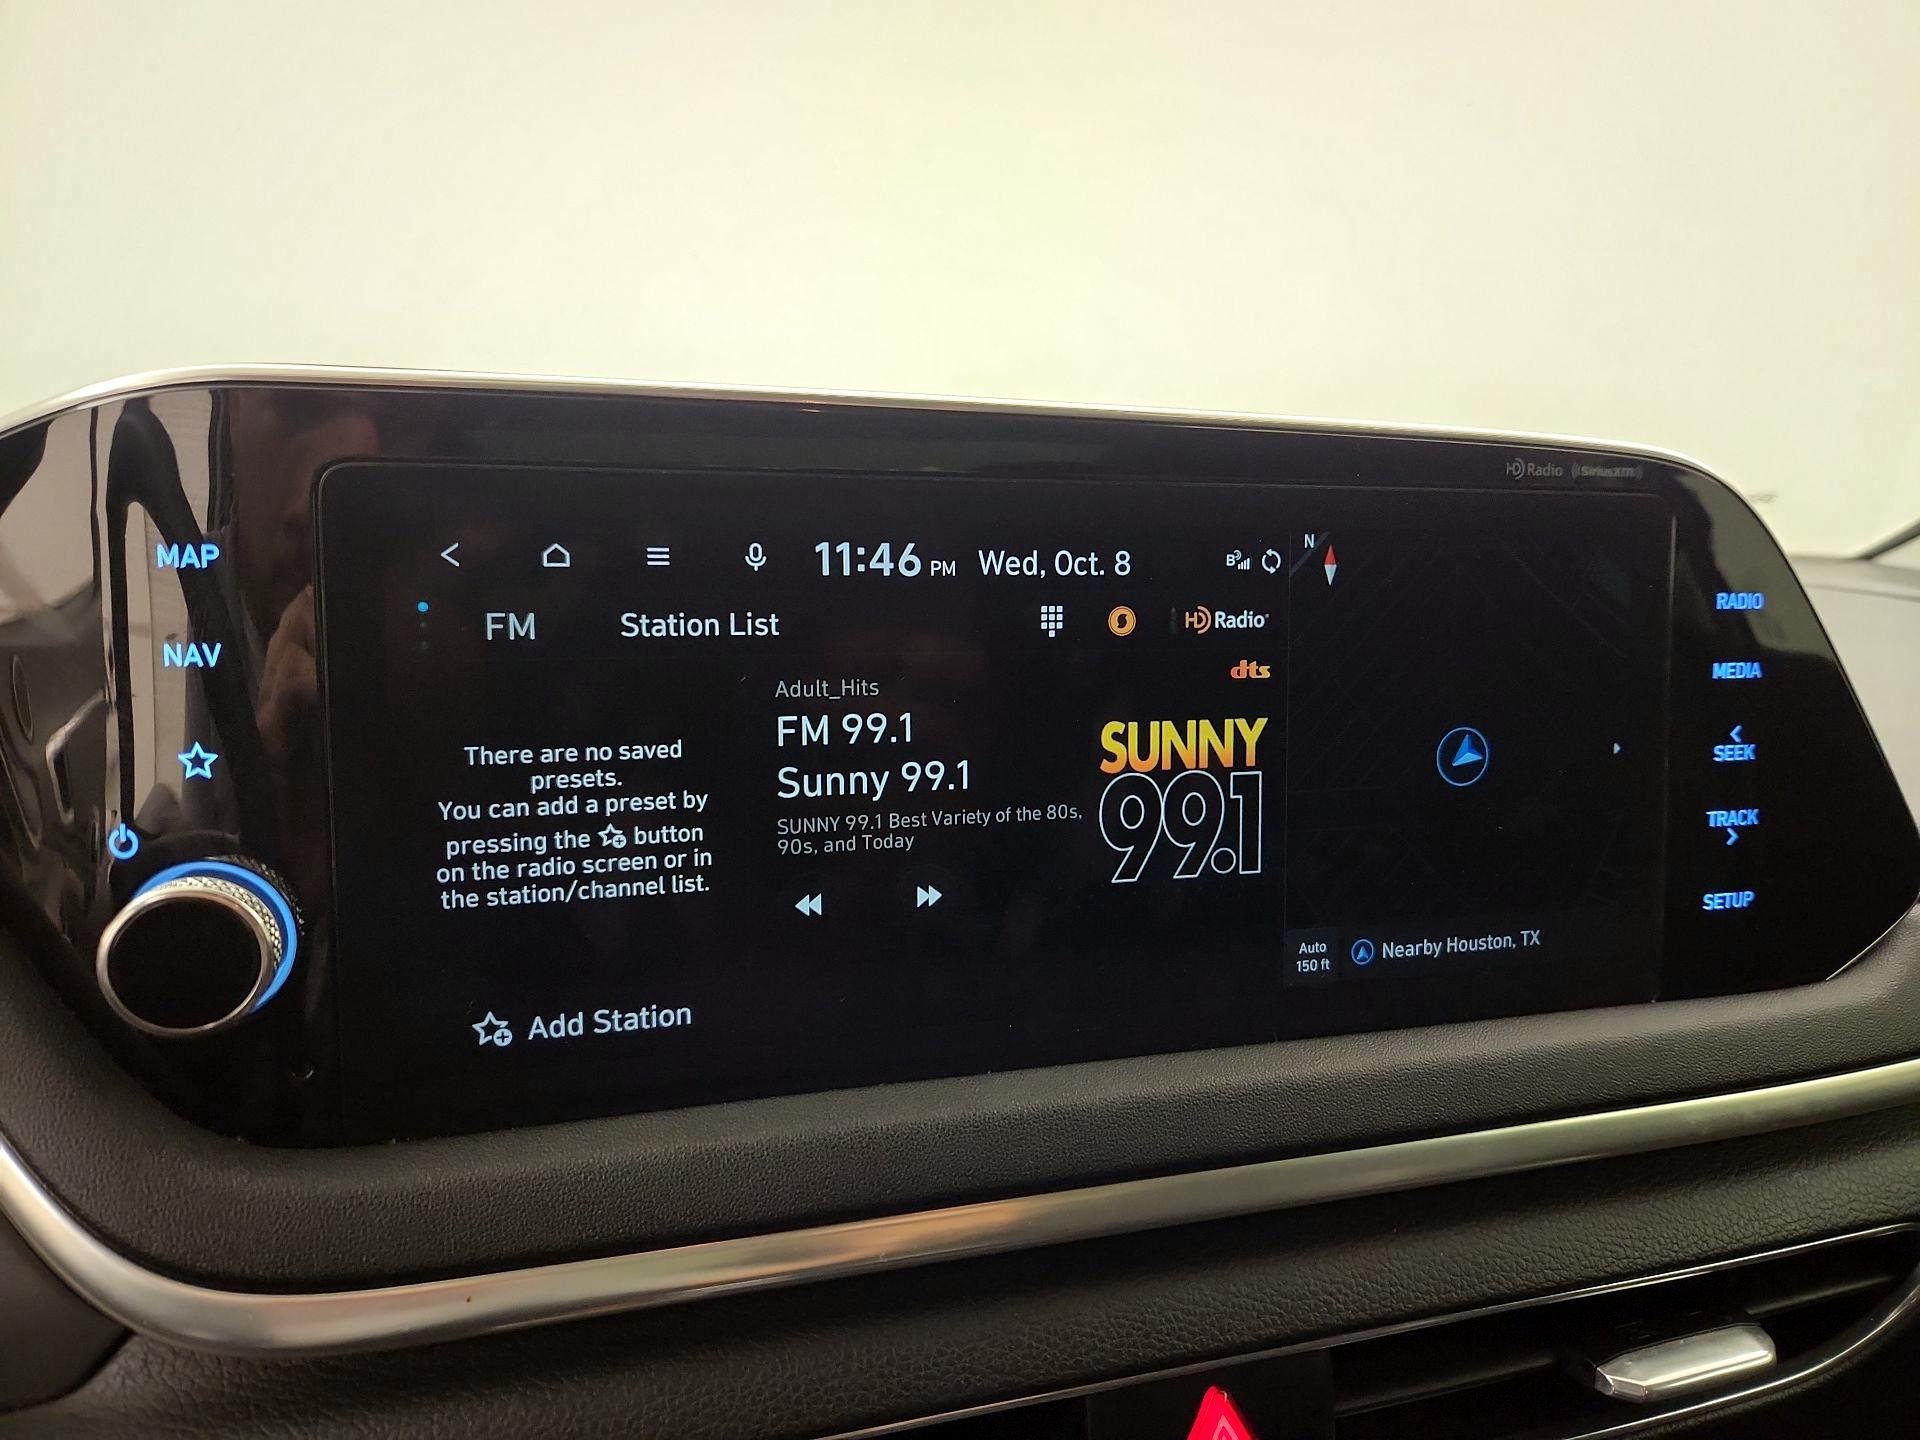 HD Radio SiriusXM
MAP
NAV
11:46 PM Wed, Oct. 8
FM Station List
HD Radio
dts
There are no saved
presets.
You can add a preset by
pressing the button
on the radio screen or in
the station/channel list.
Add Station
Adult_Hits
FM 99.1
Sunny 99.1
SUNNY 99.1 Best Variety of the 80s,
90s, and Today
SUNNY
99.1
N
Auto
150 ft
Nearby Houston, TX
RADIO
MEDIA
<
SEEK
TRACK
>
SETUP